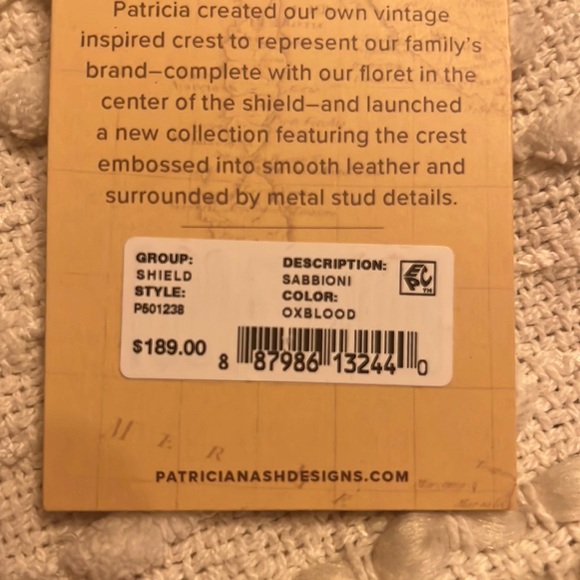 Patricia created our own vintage
inspired crest to represent our family's
brand—complete with our floret in the
center of the shield—and launched
a new collection featuring the crest
embossed into smooth leather and
surrounded by metal stud details.
GROUP:
SHIELD
STYLE:
P501238
DESCRIPTION:
SABBIONI
COLOR:
OXBLOOD
EPC TM
$189.00
8 87986 13244 0
M E R
PATRICIANASHDESIGNS.COM